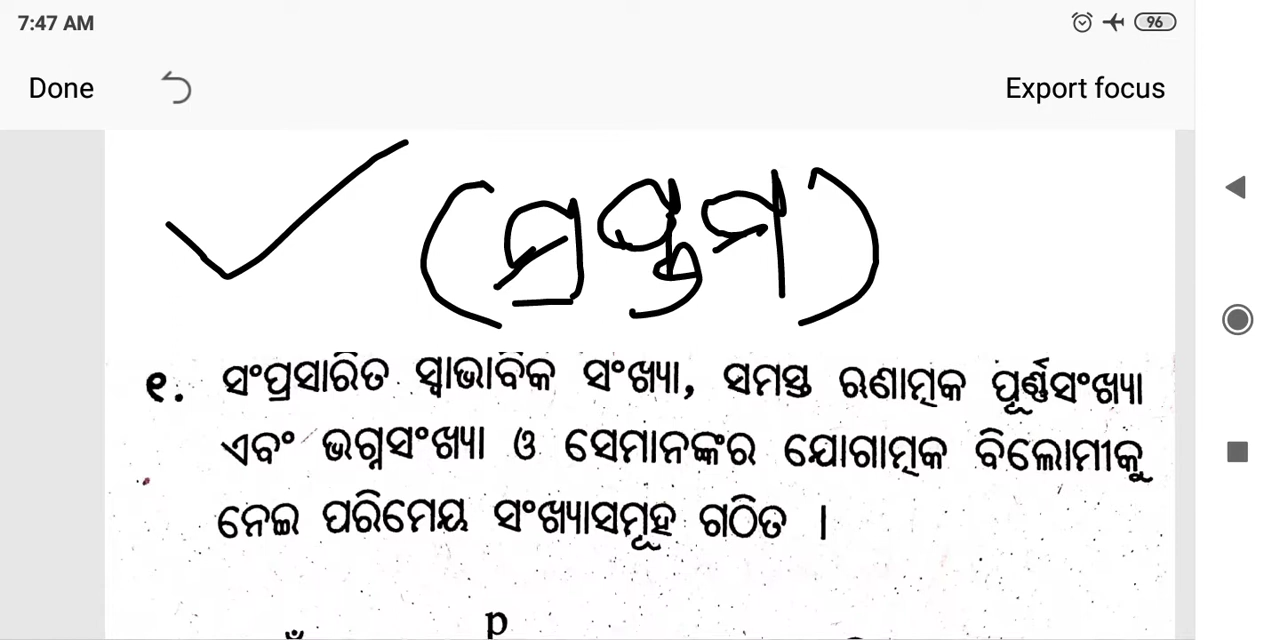 7:47 AM
96
Done
Export focus
୧. ସଂପ୍ରସାରିତ ସ୍ୱାଭାବିକ ସଂଖ୍ୟା, ସମସ୍ତ ଋଣାତ୍ମକ ପୂର୍ଣ୍ଣସଂଖ୍ୟା
ଏବଂ ଭଗ୍ନସଂଖ୍ୟା ଓ ସେମାନଙ୍କର ଯୋଗାତ୍ମକ ବିଲୋମୀକୁ
ନେଇ ପରିମେୟ ସଂଖ୍ୟାସମୂହ ଗଠିତ ।
p